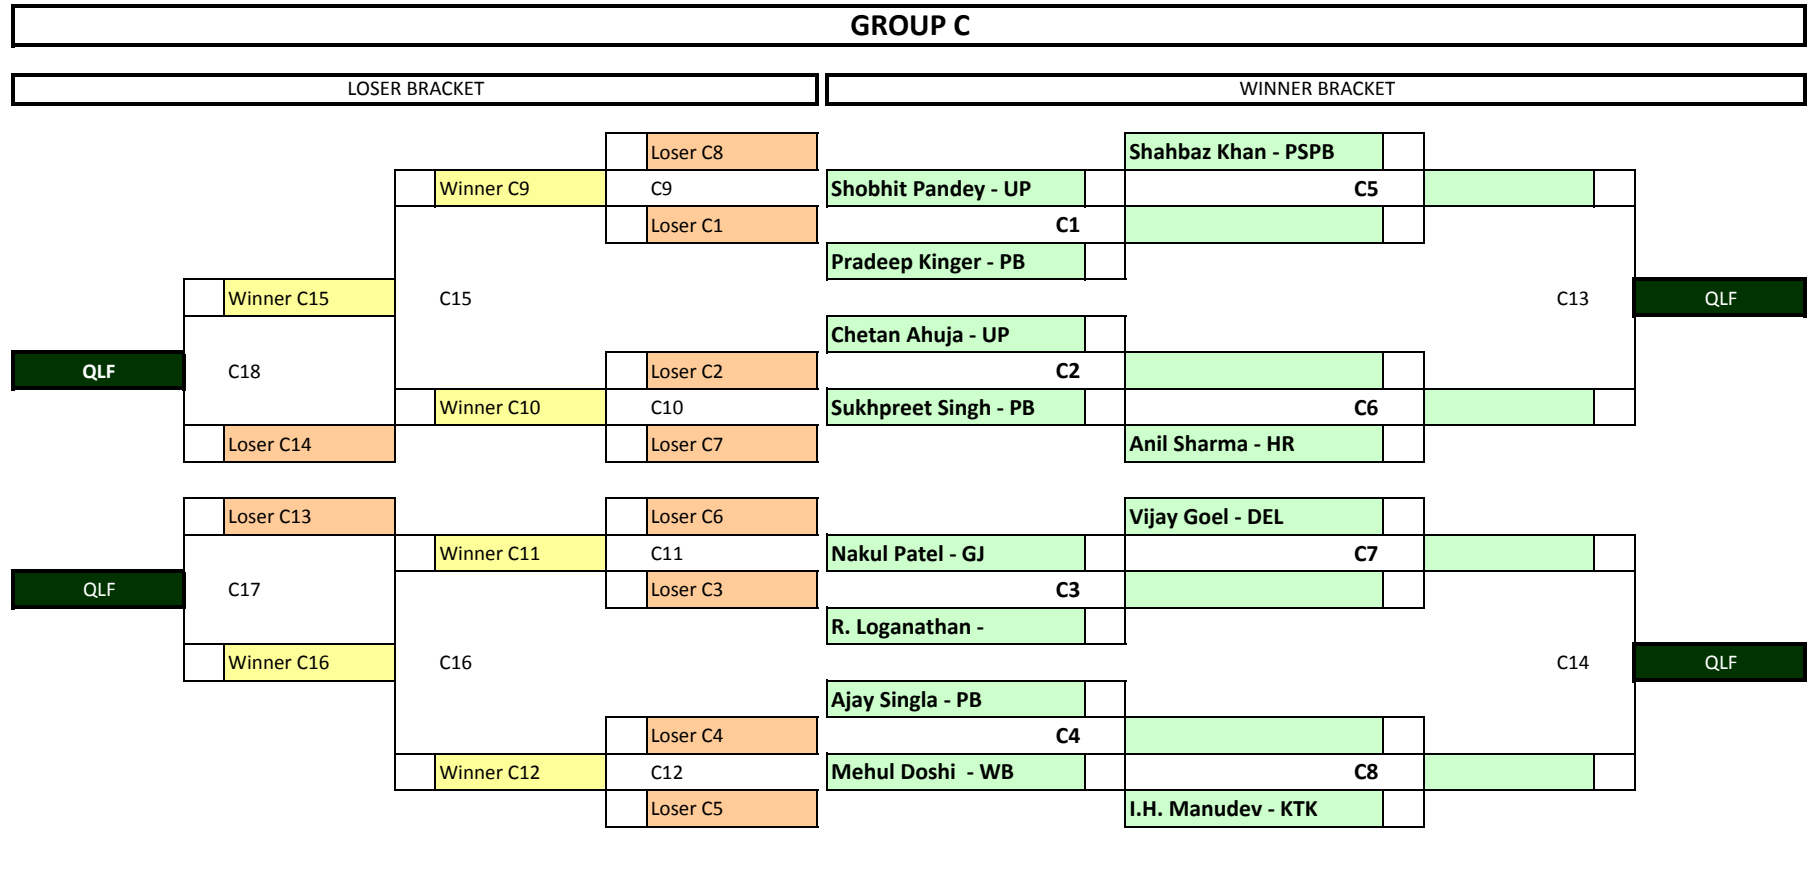 GROUP C
LOSER BRACKET WINNER BRACKET
Loser C8 Shahbaz Khan - PSPB
Winner C9 C9 Shobhit Pandey - UP C5
Loser C1 C1
Pradeep Kinger - PB
Winner C15 C15 C13 QLF
Chetan Ahuja - UP
QLF C18 Loser C2 C2
Winner C10 C10 Sukhpreet Singh - PB C6
Loser C14 Loser C7 Anil Sharma - HR
Loser C13 Loser C6 Vijay Goel - DEL
Winner C11 C11 Nakul Patel - GJ C7
QLF C17 Loser C3 C3
R. Loganathan -
Winner C16 C16 C14 QLF
Ajay Singla - PB
Loser C4 C4
Winner C12 C12 Mehul Doshi - WB C8
Loser C5 I.H. Manudev - KTK